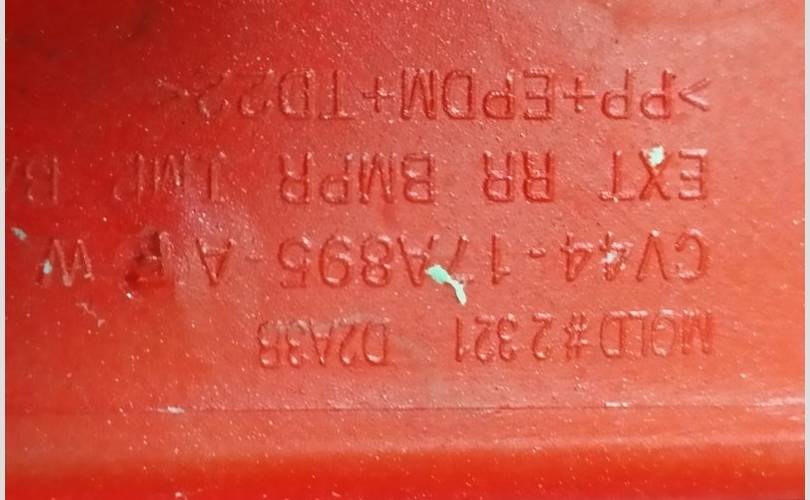 MOLD#2321 D2A3B
CV44-17A895-A W
EXT RR BMPR
>PP+EPDM+TD22<